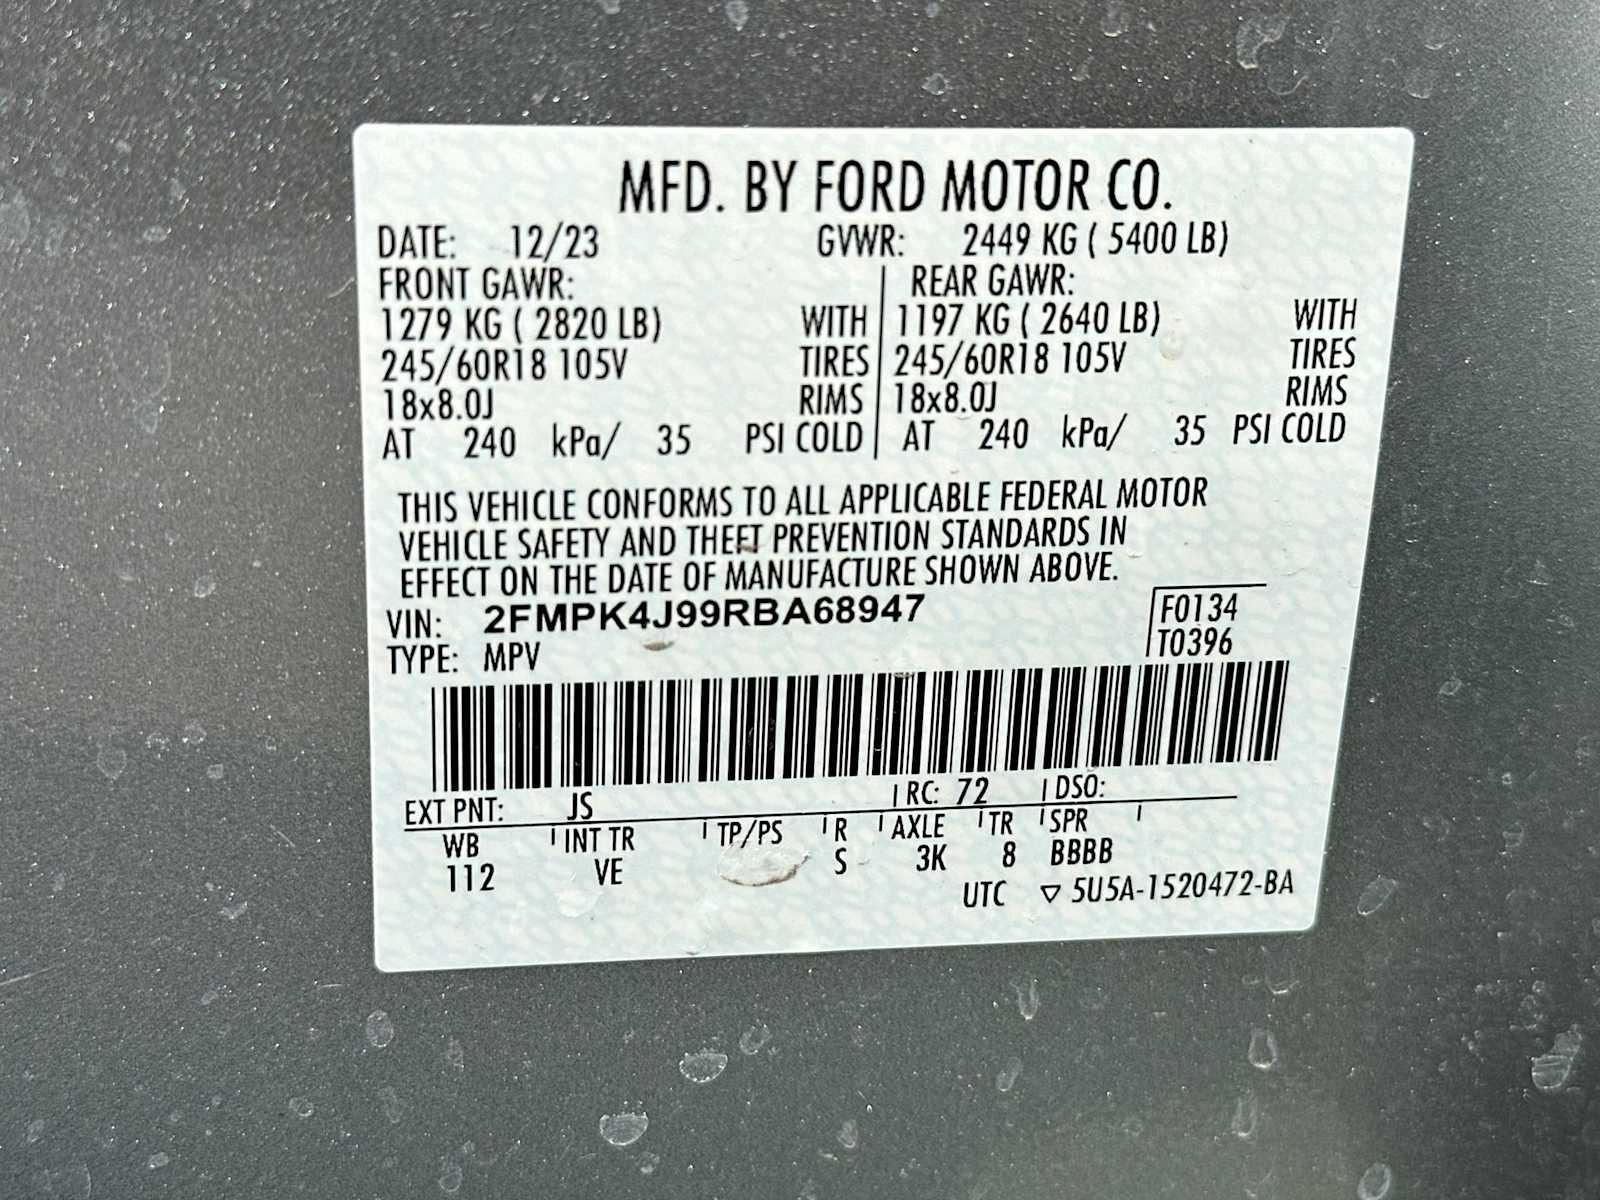 MFD. BY FORD MOTOR CO.
DATE: 12/23 GVWR: 2449 KG ( 5400 LB)
FRONT GAWR: REAR GAWR:
1279 KG ( 2820 LB) WITH 1197 KG ( 2640 LB) WITH
245/60R18 105V TIRES 245/60R18 105V TIRES
18x8.0J RIMS 18x8.0J RIMS
AT 240 kPa/ 35 PSI COLD AT 240 kPa/ 35 PSI COLD
THIS VEHICLE CONFORMS TO ALL APPLICABLE FEDERAL MOTOR
VEHICLE SAFETY AND THEFT PREVENTION STANDARDS IN
EFFECT ON THE DATE OF MANUFACTURE SHOWN ABOVE.
VIN: 2FMPK4J99RBA68947 F0134
TYPE: MPV T0396
EXT PNT: JS RC: 72 DSO:
WB INT TR TP/PS R AXLE TR SPR
112 VE S 3K 8 BBBB
UTC ▽ 5U5A-1520472-BA